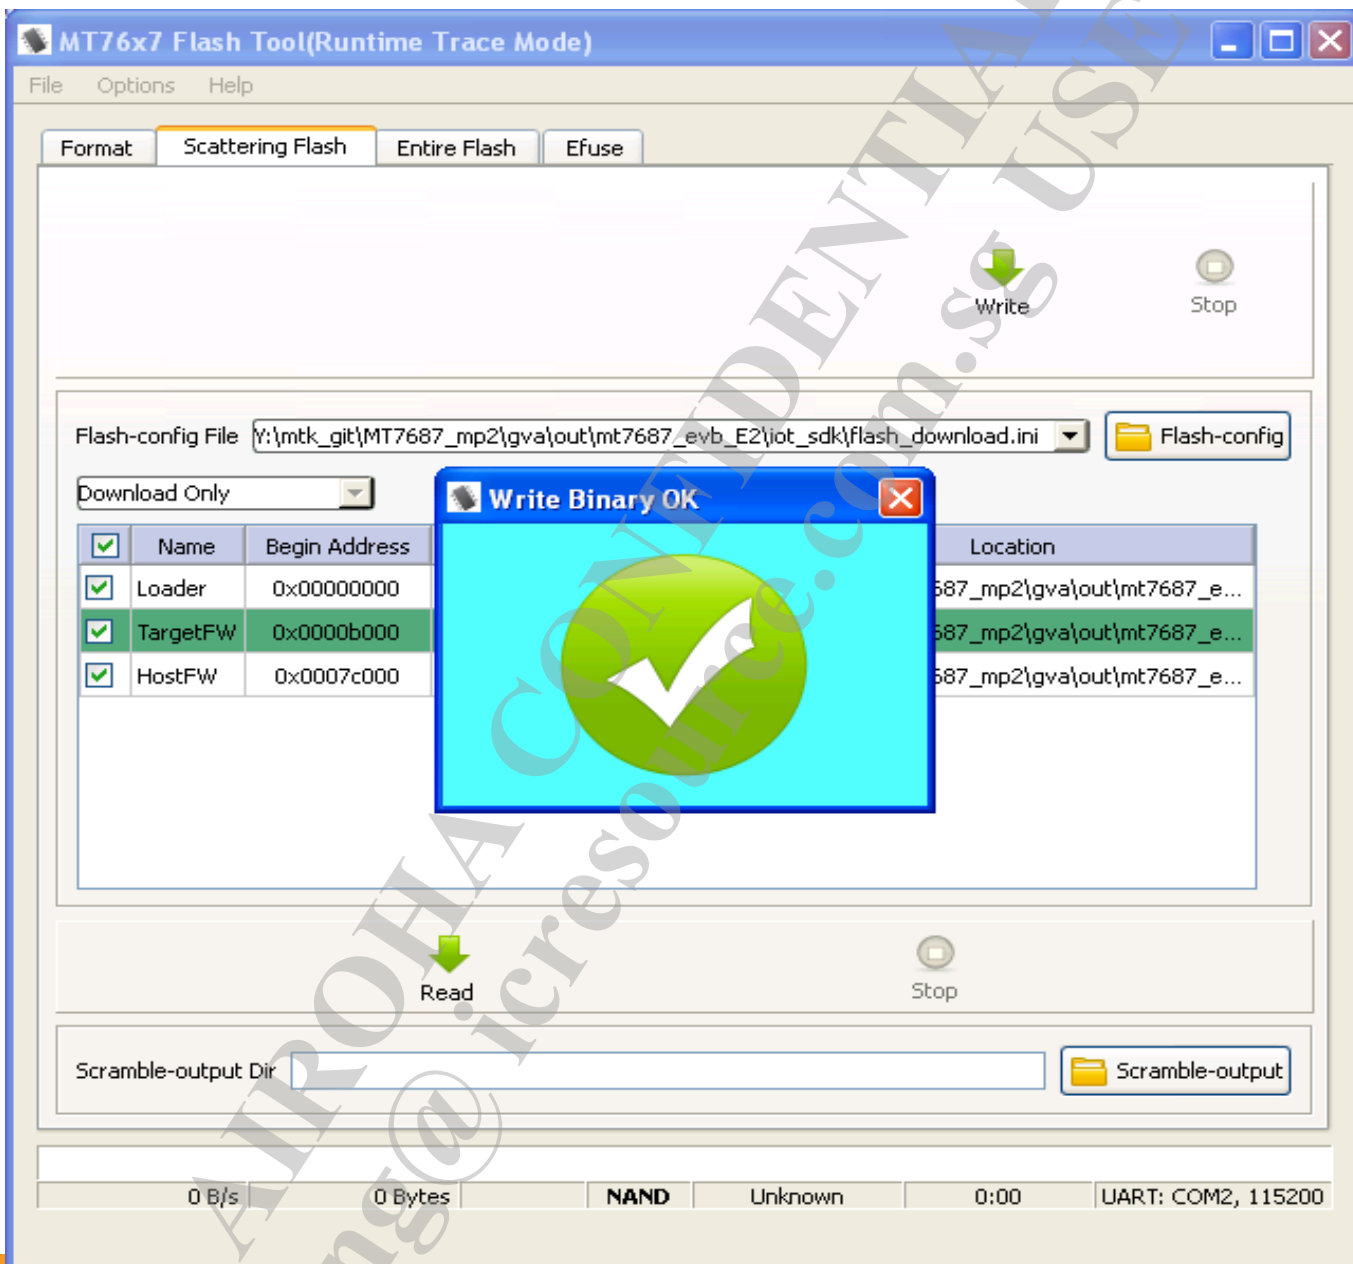 MT76x7 Flash Tool(Runtime Trace Mode)
File Options Help
Format Scattering Flash Entire Flash Efuse
Write Stop
Flash-config File Y:\mtk_git\MT7687_mp2\gva\out\mt7687_evb_E2\iot_sdk\flash_download.ini Flash-config
Download Only
Write Binary OK
Name Begin Address Location
Loader 0x00000000 687_mp2\gva\out\mt7687_e...
TargetFW 0x0000b000 687_mp2\gva\out\mt7687_e...
HostFW 0x0007c000 687_mp2\gva\out\mt7687_e...
Read Stop
Scramble-output Dir Scramble-output
0 B/s 0 Bytes NAND Unknown 0:00 UART: COM2, 115200
AIROHA CONFIDENTIA
ng@icresource.com.sg USE